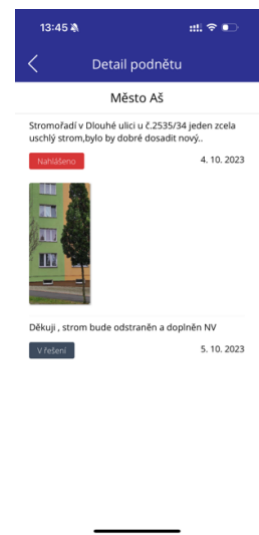 13:45
Detail podnětu
Město Aš
Stromořadí v Dlouhé ulici u č.2535/34 jeden zcela
uschlý strom,bylo by dobré dosadit nový..
Nahlášeno 4. 10. 2023
Děkuji , strom bude odstraněn a doplněn NV
V řešení 5. 10. 2023